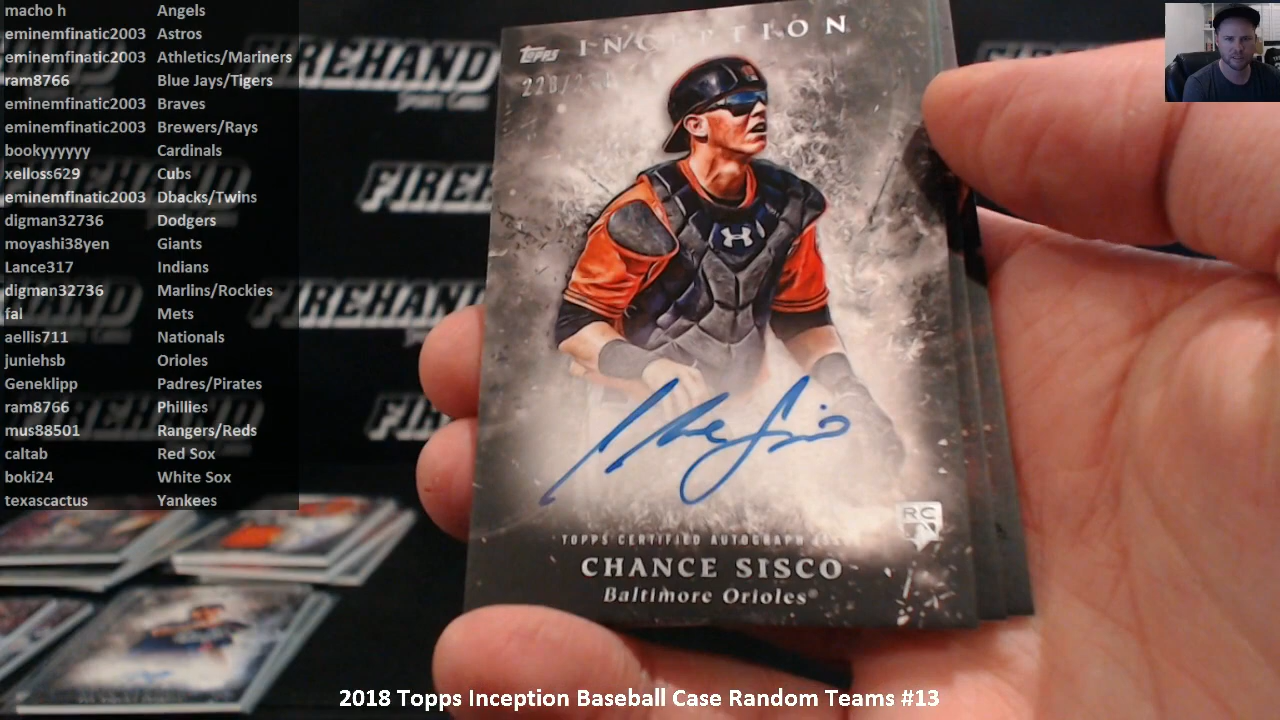 macho h Angels
eminemfinatic2003 Astros
eminemfinatic2003 Athletics/Mariners
ram8766 Blue Jays/Tigers
eminemfinatic2003 Braves
eminemfinatic2003 Brewers/Rays
bookyyyyyy Cardinals
xelloss629 Cubs
eminemfinatic2003 Dbacks/Twins
digman32736 Dodgers
moyashi38yen Giants
Lance317 Indians
digman32736 Marlins/Rockies
fal Mets
aellis711 Nationals
juniehsb Orioles
Geneklipp Padres/Pirates
ram8766 Phillies
mus88501 Rangers/Reds
caltab Red Sox
boki24 White Sox
texascactus Yankees
FIREHAND
FIREHAND
Topps INCEPTION
RC
TOPPS CERTIFIED AUTOGRAPH
CHANCE SISCO
Baltimore Orioles®
2018 Topps Inception Baseball Case Random Teams #13